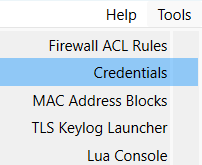 Help Tools
Firewall ACL Rules
Credentials
MAC Address Blocks
TLS Keylog Launcher
Lua Console